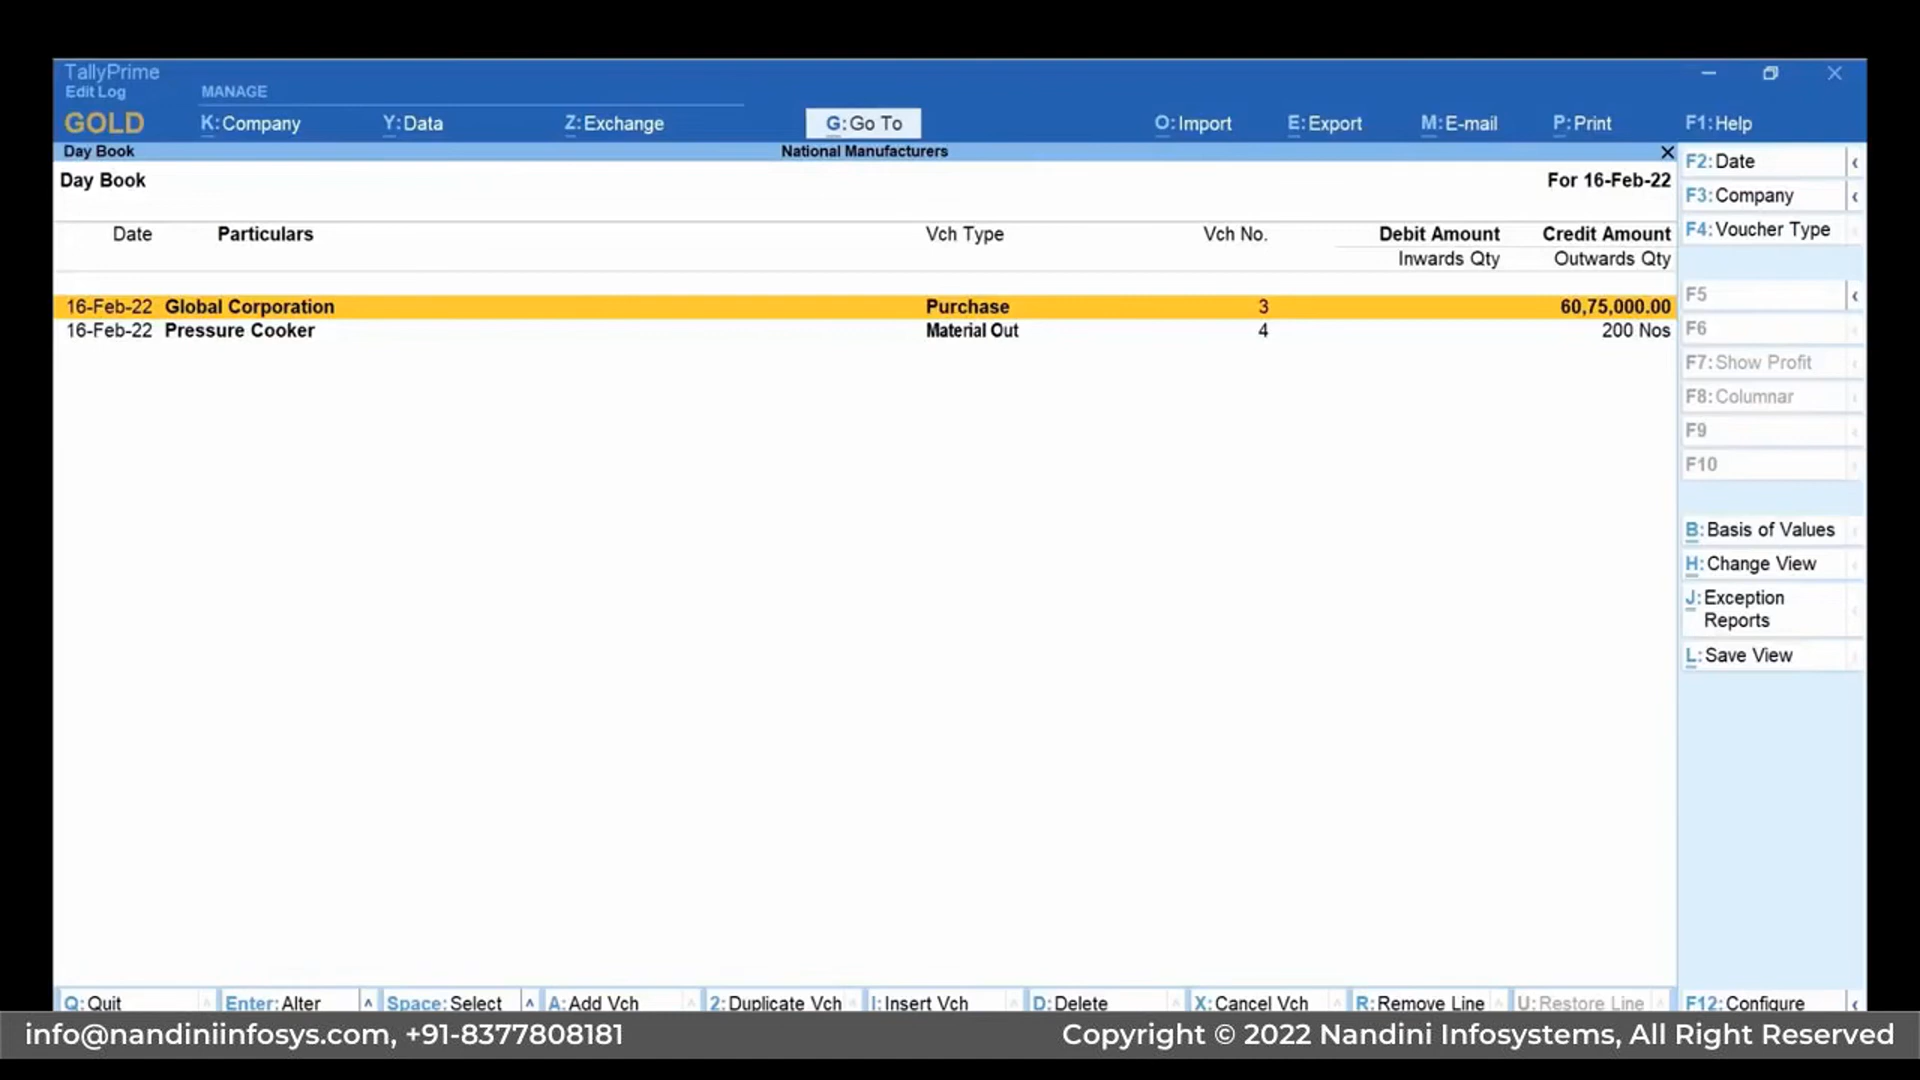 TallyPrime
Edit Log
MANAGE
GOLD K:Company Y:Data Z:Exchange G:Go To O:Import E:Export M:E-mail P:Print F1:Help
Day Book National Manufacturers X
Day Book For 16-Feb-22
Date Particulars Vch Type Vch No. Debit Amount Credit Amount
Inwards Qty Outwards Qty
16-Feb-22 Global Corporation Purchase 3 60,75,000.00
16-Feb-22 Pressure Cooker Material Out 4 200 Nos
F2:Date
F3:Company
F4:Voucher Type
F5
F6
F7:Show Profit
F8:Columnar
F9
F10
B:Basis of Values
H:Change View
J:Exception
Reports
L:Save View
Q:Quit Enter:Alter Space:Select A:Add Vch 2:Duplicate Vch I:Insert Vch D:Delete X:Cancel Vch R:Remove Line U:Restore Line F12:Configure
info@nandiniinfosys.com, +91-8377808181 Copyright © 2022 Nandini Infosystems, All Right Reserved